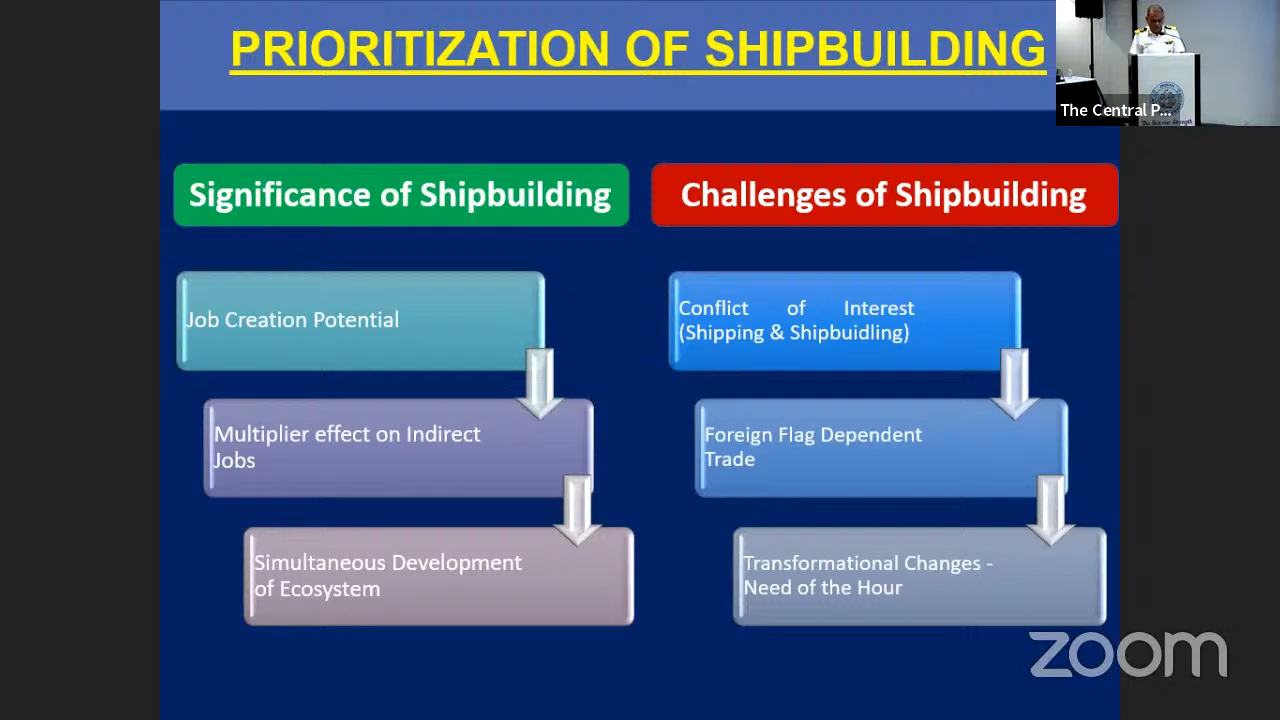 PRIORITIZATION OF SHIPBUILDING
The Central P...
Significance of Shipbuilding
Challenges of Shipbuilding
Job Creation Potential
Multiplier effect on Indirect
Jobs
Simultaneous Development
of Ecosystem
Conflict of Interest
(Shipping & Shipbuidling)
Foreign Flag Dependent
Trade
Transformational Changes -
Need of the Hour
zoom